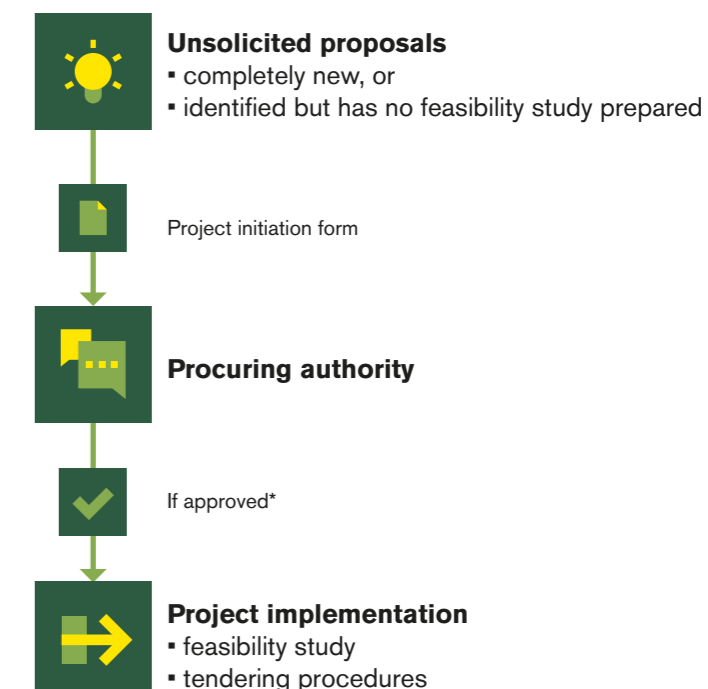 Unsolicited proposals
▪ completely new, or
▪ identified but has no feasibility study prepared
Project initiation form
Procuring authority
If approved*
Project implementation
▪ feasibility study
▪ tendering procedures